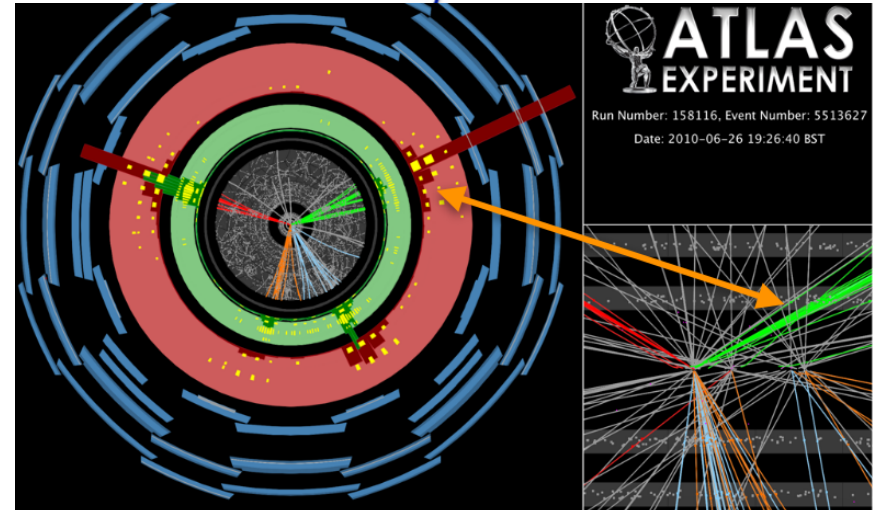 ATLAS
EXPERIMENT
Run Number: 158116, Event Number: 5513627
Date: 2010-06-26 19:26:40 BST